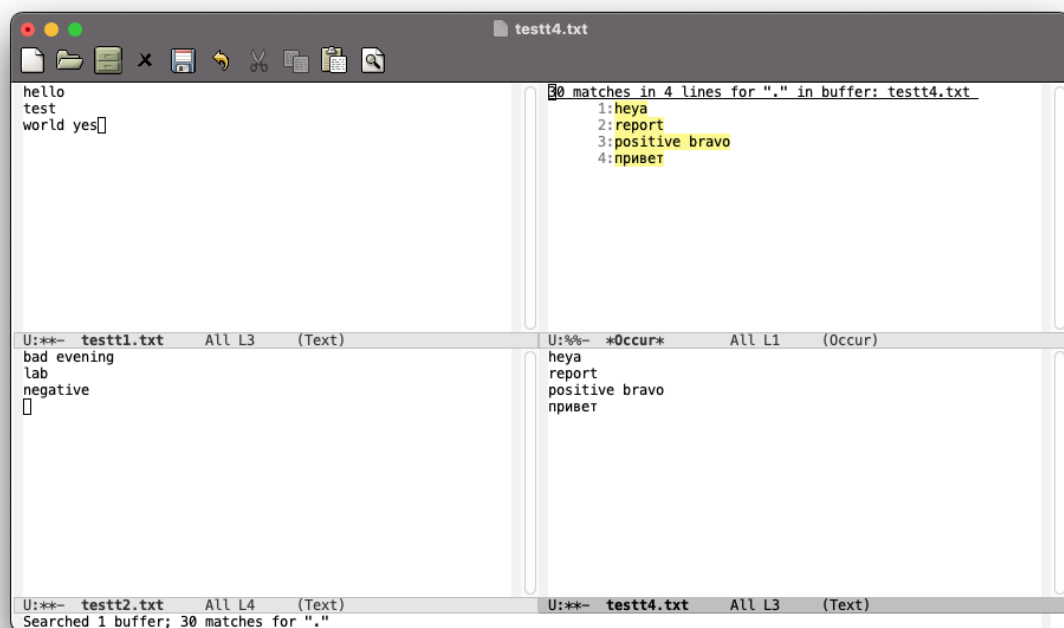 testt4.txt
hello
test
world yes
U:**-  testt1.txt     All L3     (Text)
30 matches in 4 lines for "." in buffer: testt4.txt
1:heya
2:report
3:positive bravo
4:привет
U:%%-  *Occur*        All L1     (Occur)
bad evening
lab
negative
U:**-  testt2.txt     All L4     (Text)
heya
report
positive bravo
привет
U:**-  testt4.txt     All L3     (Text)
Searched 1 buffer; 30 matches for "."